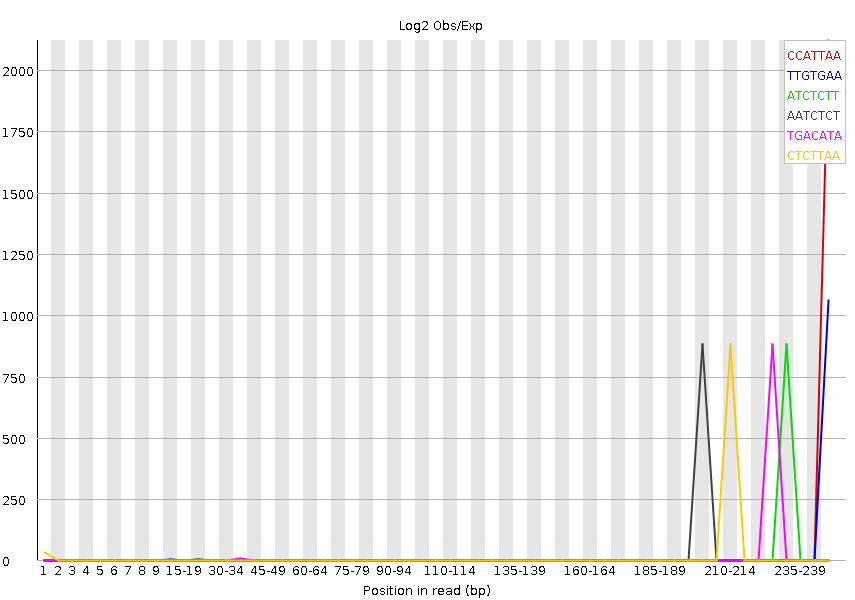 Log2 Obs/Exp
CCATTAA
TTGTGAA
ATCTCTT
AATCTCT
TGACATA
CTCTTAA
2000
1750
1500
1250
1000
750
500
250
0
1 2 3 4 5 6 7 8 9 15-19 30-34 45-49 60-64 75-79 90-94 110-114 135-139 160-164 185-189 210-214 235-239
Position in read (bp)